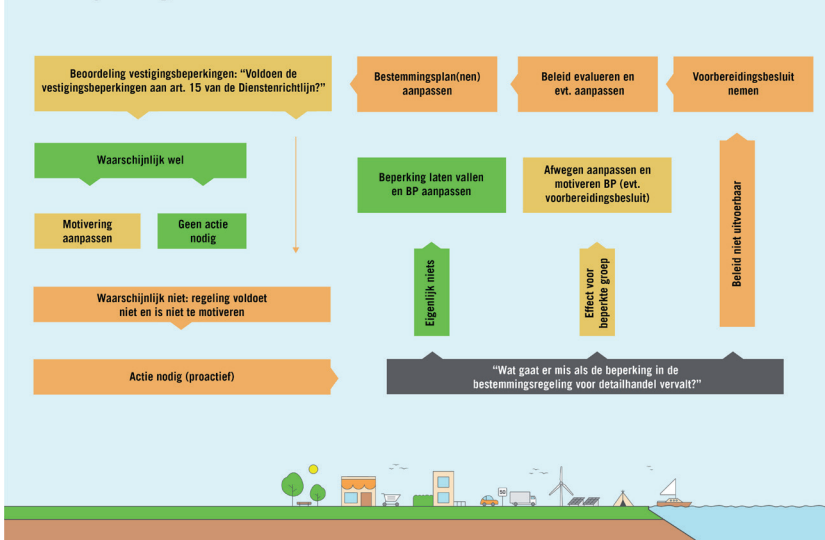 Beoordeling vestigingsbeperkingen: “Voldoen de
vestigingsbeperkingen aan art. 15 van de Dienstenrichtlijn?”
Bestemmingsplan(nen)
aanpassen
Beleid evalueren en
evt. aanpassen
Voorbereidingsbesluit
nemen
Waarschijnlijk wel
Beperking laten vallen
en BP aanpassen
Afwegen aanpassen en
motiveren BP (evt.
voorbereidingsbesluit)
Beleid niet uitvoerbaar
Motivering
aanpassen
Geen actie
nodig
Eigenlijk niets
Effect voor
beperkte groep
Waarschijnlijk niet: regeling voldoet
niet en is niet te motiveren
Actie nodig (proactief)
“Wat gaat er mis als de beperking in de
bestemmingsregeling voor detailhandel vervalt?”
50